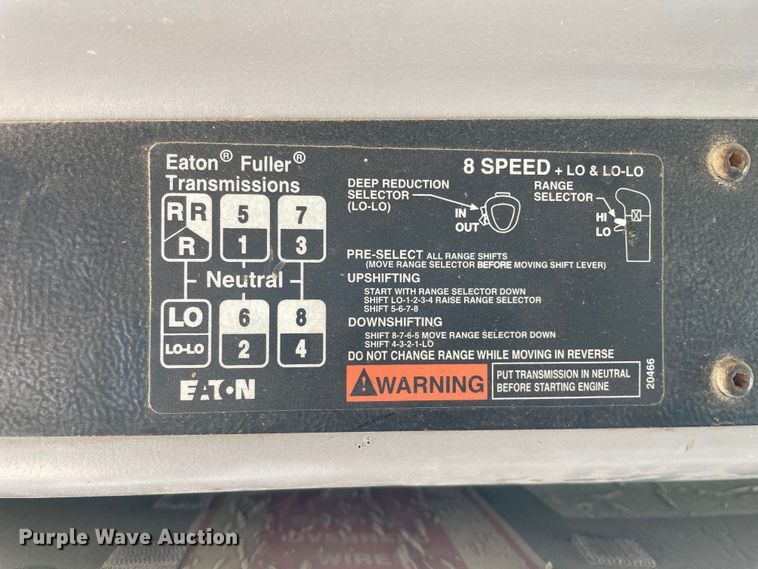 Eaton® Fuller®
Transmissions
8 SPEED + LO & LO-LO
DEEP REDUCTION
SELECTOR
(LO-LO)
IN
OUT
RANGE
SELECTOR
HI
LO
R R
R
5
1
7
3
Neutral
LO
LO-LO
6
2
8
4
EATON
PRE-SELECT ALL RANGE SHIFTS
(MOVE RANGE SELECTOR BEFORE MOVING SHIFT LEVER)
UPSHIFTING
START WITH RANGE SELECTOR DOWN
SHIFT LO-1-2-3-4 RAISE RANGE SELECTOR
SHIFT 5-6-7-8
DOWNSHIFTING
SHIFT 8-7-6-5 MOVE RANGE SELECTOR DOWN
SHIFT 4-3-2-1-LO
DO NOT CHANGE RANGE WHILE MOVING IN REVERSE
WARNING
PUT TRANSMISSION IN NEUTRAL
BEFORE STARTING ENGINE
20466
OVERHEAD
WIRES
Purple Wave Auction